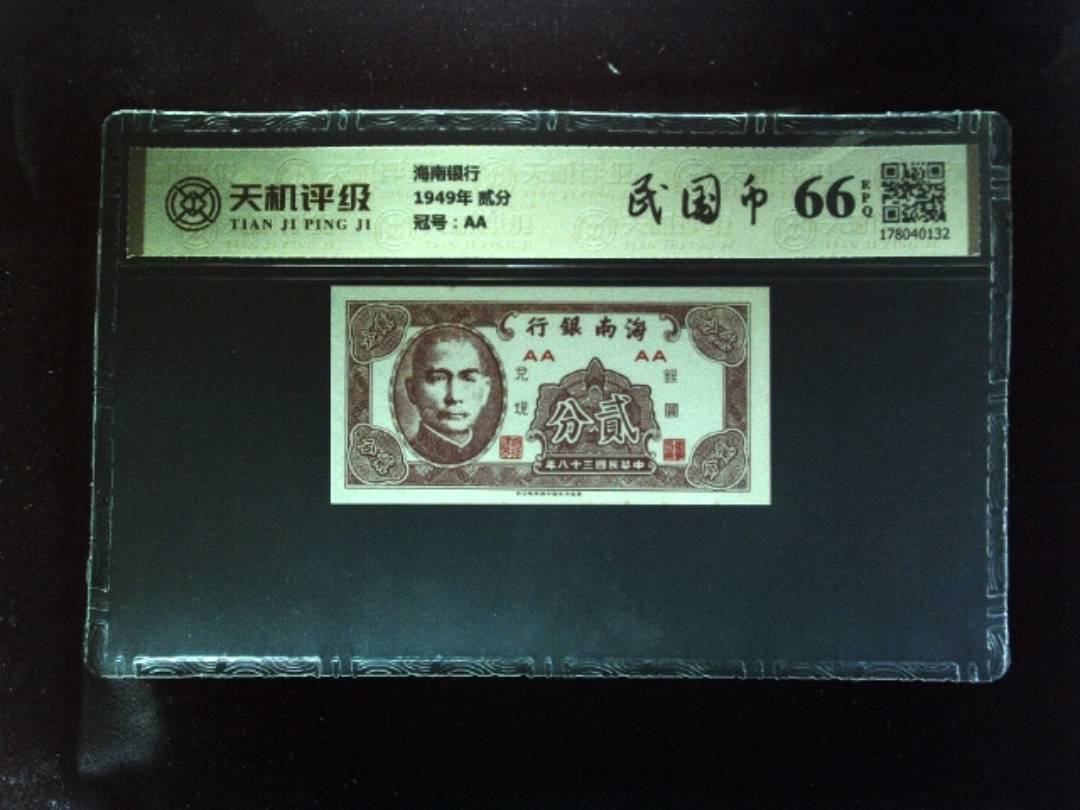 天机评级
TIAN JI PING JI
海南银行
1949年 贰分
冠号：AA
民国币
66
EPQ
178040132
行銀南海
AA AA
兌現
銀圓
分貳
年八十三國民華中